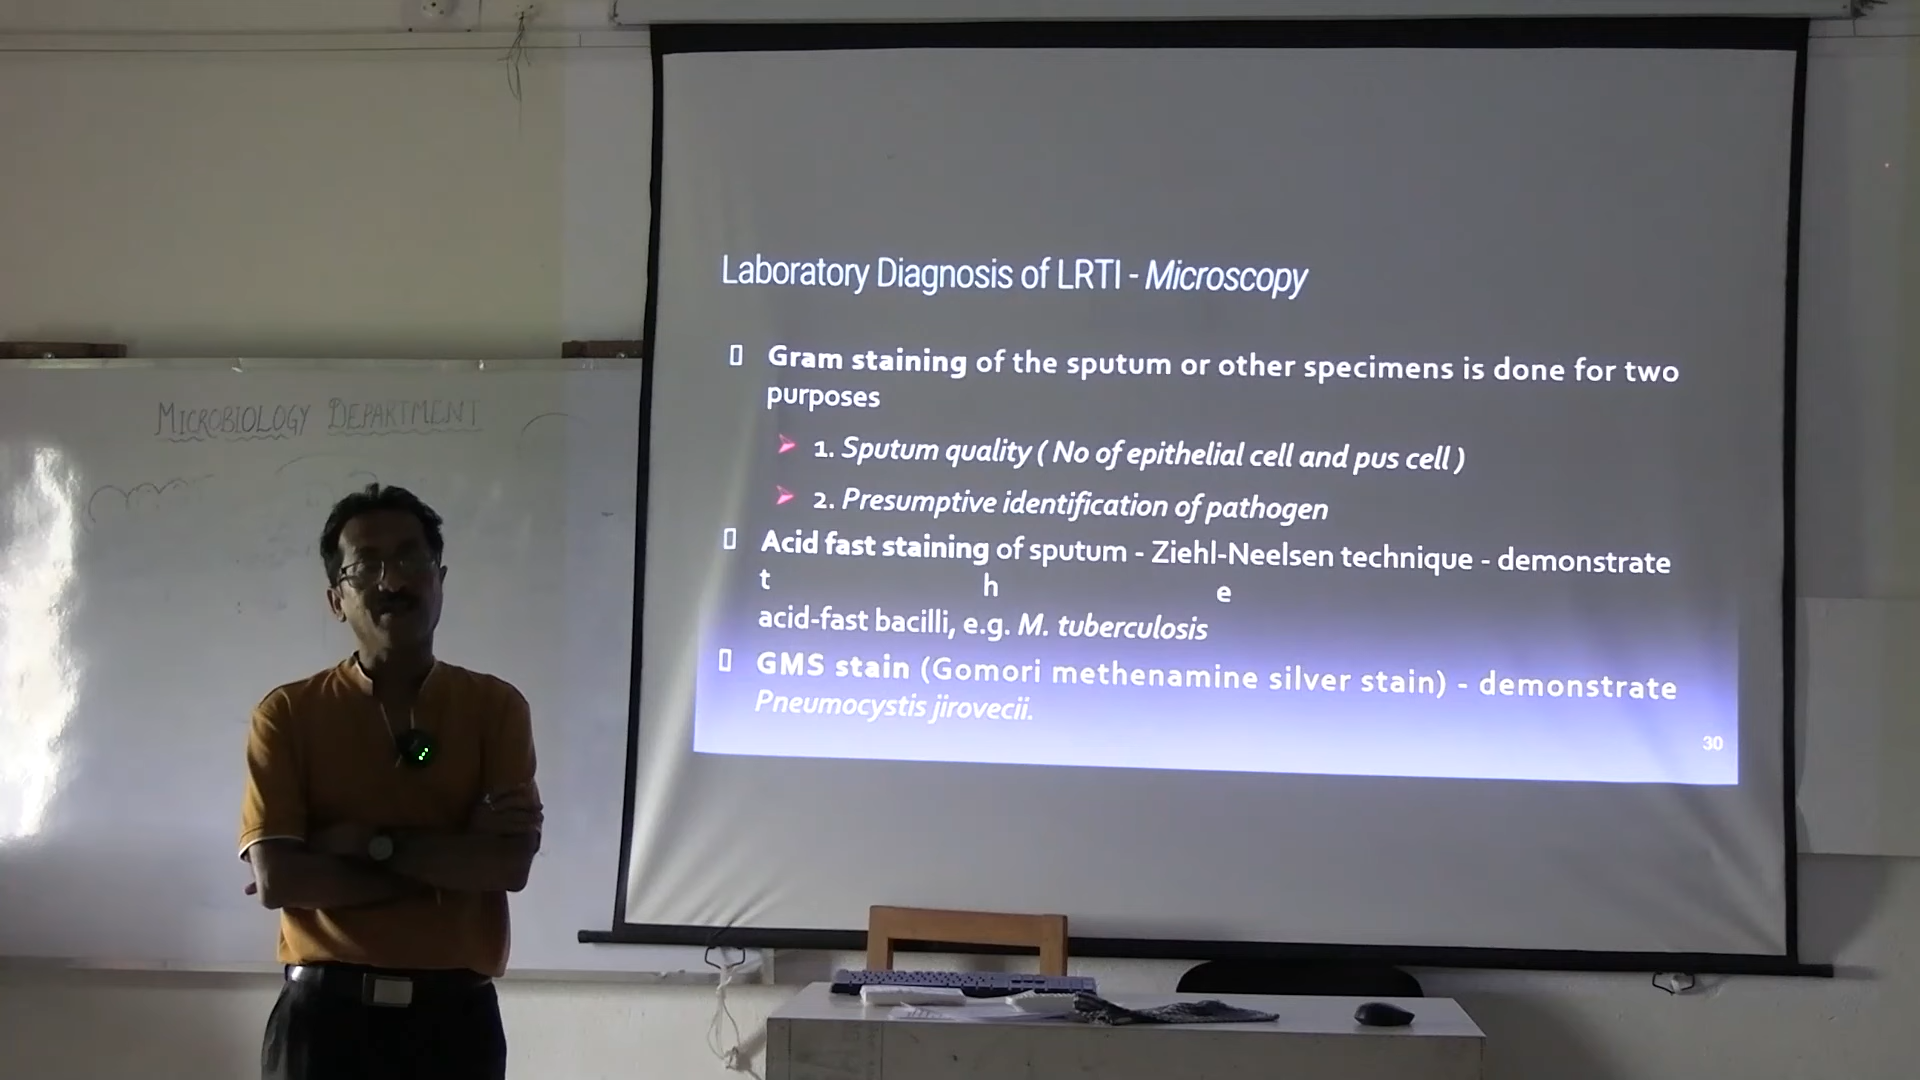 MICROBIOLOGY DEPARTMENT
Laboratory Diagnosis of LRTI - Microscopy
Gram staining of the sputum or other specimens is done for two
purposes
1. Sputum quality ( No of epithelial cell and pus cell )
2. Presumptive identification of pathogen
Acid fast staining of sputum - Ziehl-Neelsen technique - demonstrate
t h e
acid-fast bacilli, e.g. M. tuberculosis
GMS stain (Gomori methenamine silver stain) - demonstrate
Pneumocystis jirovecii.
30